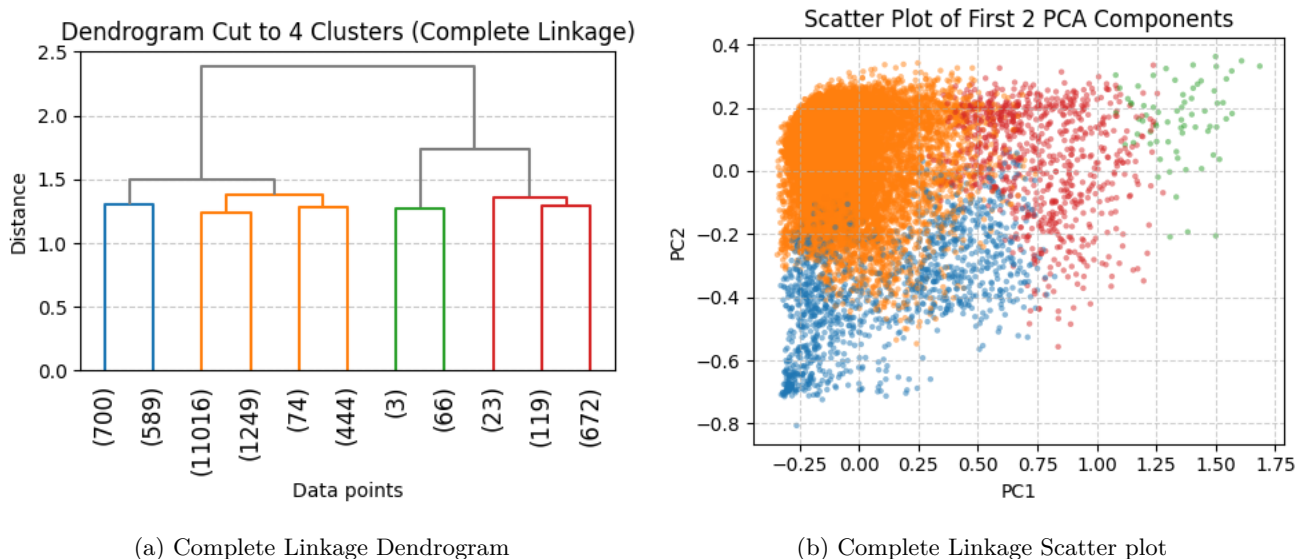 Dendrogram Cut to 4 Clusters (Complete Linkage)
2.5
2.0
1.5
1.0
0.5
0.0
Distance
(700)
(589)
(11016)
(1249)
(74)
(444)
(3)
(66)
(23)
(119)
(672)
Data points
(a) Complete Linkage Dendrogram
Scatter Plot of First 2 PCA Components
0.4
0.2
0.0
−0.2
−0.4
−0.6
−0.8
PC2
−0.25 0.00 0.25 0.50 0.75 1.00 1.25 1.50 1.75
PC1
(b) Complete Linkage Scatter plot